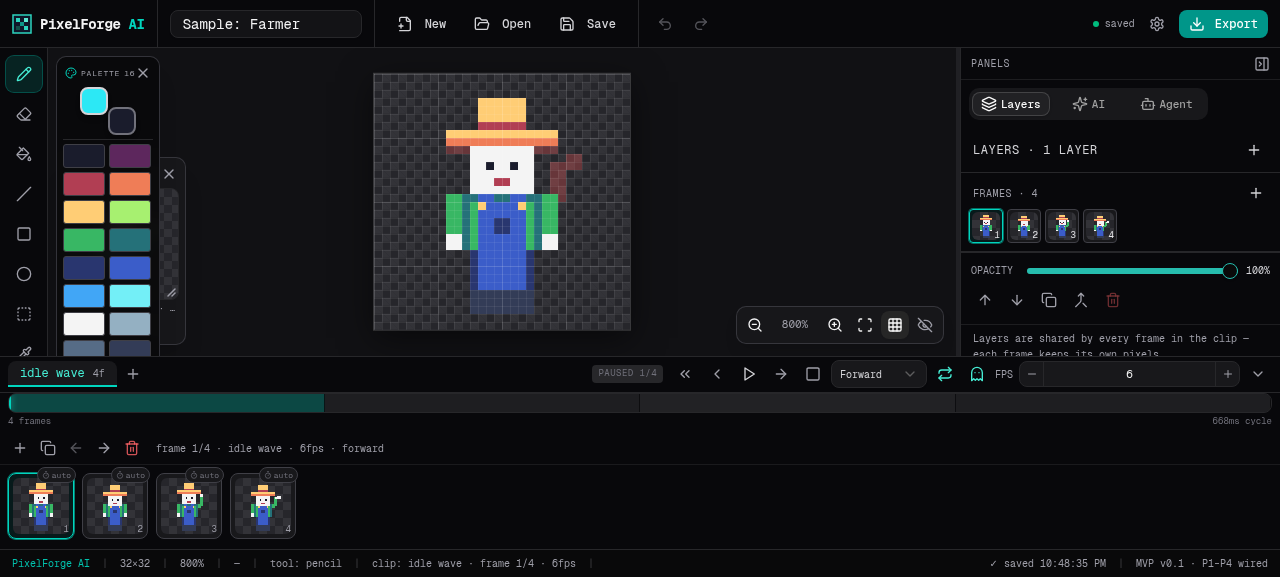 PixelForge AI
Sample: Farmer
New
Open
Save
saved
Export
PALETTE 16
PANELS
Layers
AI
Agent
LAYERS · 1 LAYER
FRAMES · 4
1
2
3
4
OPACITY
100%
Layers are shared by every frame in the clip —
each frame keeps its own pixels
800%
idle wave 4f
PAUSED 1/4
Forward
FPS
6
4 frames
668ms cycle
frame 1/4 · idle wave · 6fps · forward
auto
auto
auto
auto
1
2
3
4
PixelForge AI | 32×32 | 800% | — | tool: pencil | clip: idle wave · frame 1/4 · 6fps |
✓ saved 10:48:35 PM | MVP v0.1 · P1–P4 wired